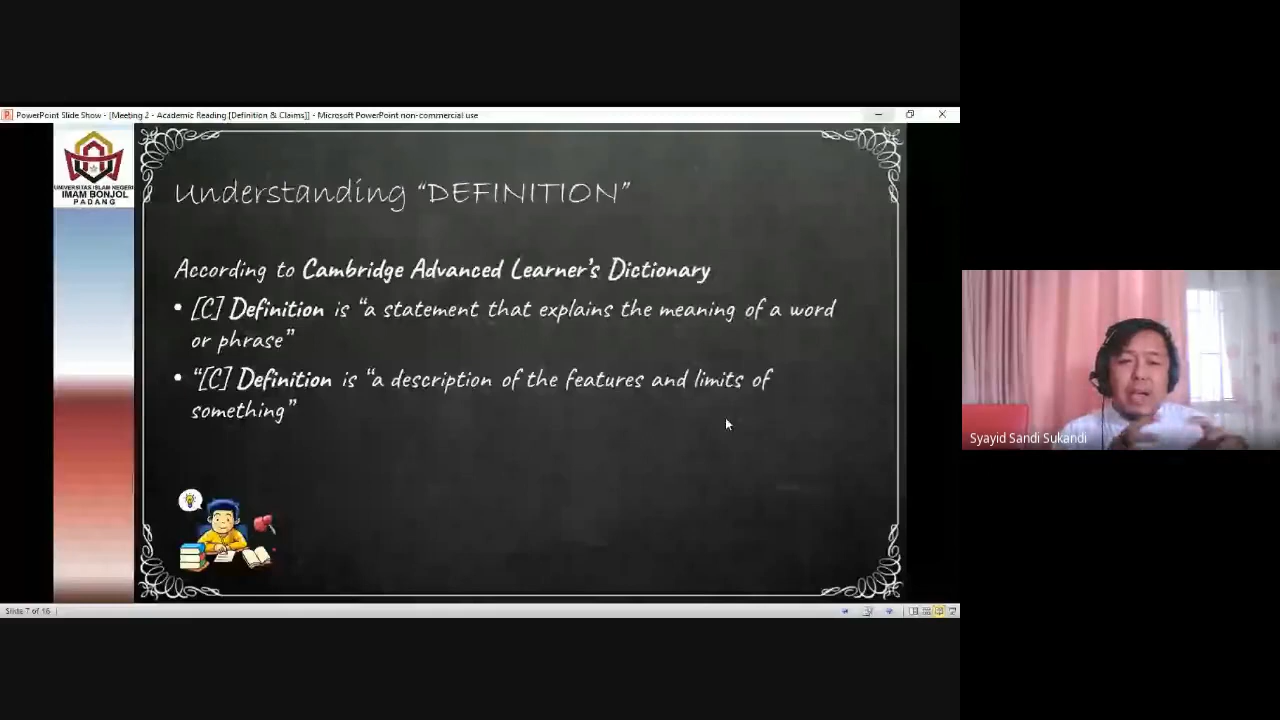 PowerPoint Slide Show - [Meeting 2 - Academic Reading [Definition & Claims]] - Microsoft PowerPoint non-commercial use
UNIVERSITAS ISLAM NEGERI
IMAM BONJOL
PADANG
Understanding “DEFINITION”
According to Cambridge Advanced Learner’s Dictionary
• [C] Definition is “a statement that explains the meaning of a word
or phrase”
• “[C] Definition is “a description of the features and limits of
something”
Syayid Sandi Sukandi
Slide 7 of 16